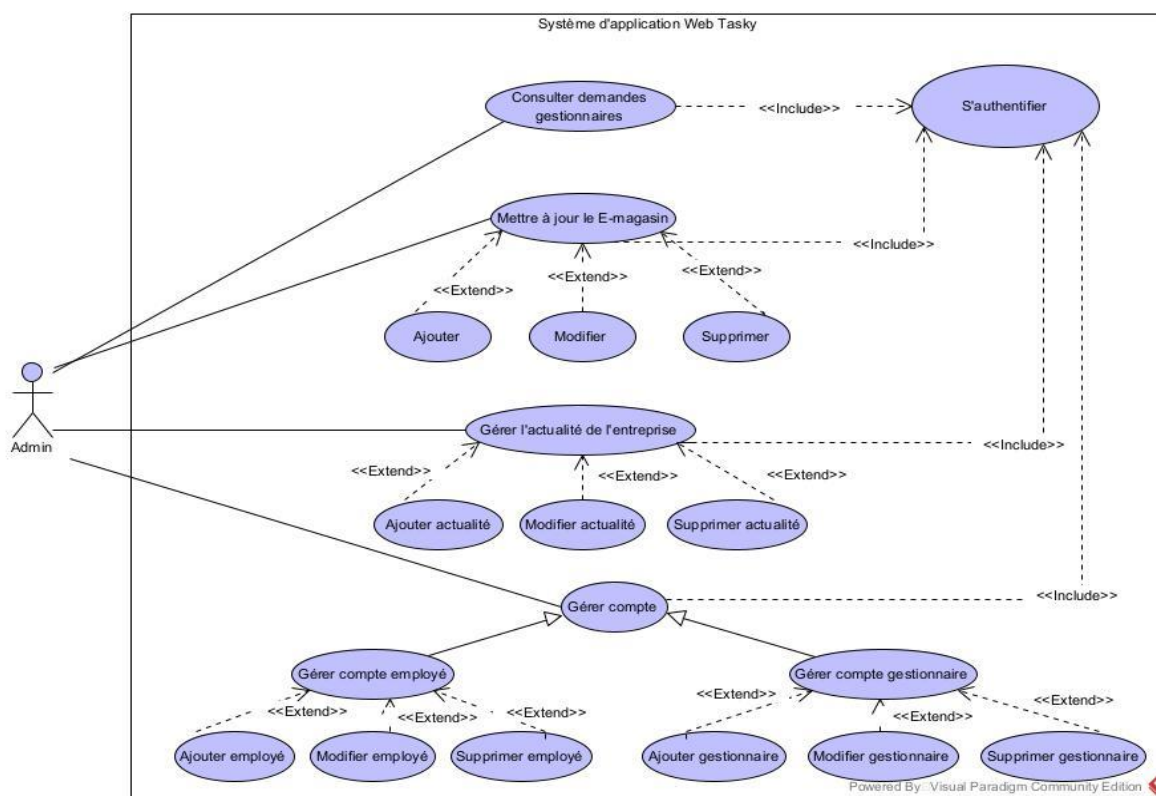 Système d'application Web Tasky
Consulter demandes
gestionnaires
<<Include>>
S'authentifier
Mettre à jour le E-magasin
<<Include>>
<<Extend>>
<<Extend>>
<<Extend>>
Ajouter
Modifier
Supprimer
Admin
Gérer l'actualité de l'entreprise
<<Include>>
<<Extend>>
<<Extend>>
<<Extend>>
Ajouter actualité
Modifier actualité
Supprimer actualité
Gérer compte
<<Include>>
Gérer compte employé
Gérer compte gestionnaire
<<Extend>>
<<Extend>>
<<Extend>>
<<Extend>>
<<Extend>>
<<Extend>>
Ajouter employé
Modifier employé
Supprimer employé
Ajouter gestionnaire
Modifier gestionnaire
Supprimer gestionnaire
Powered By: Visual Paradigm Community Edition